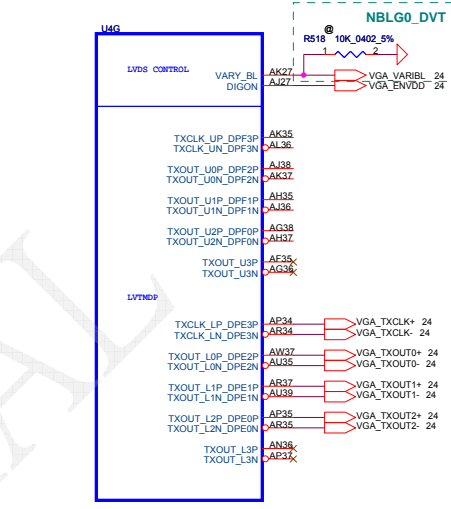 NBLG0_DVT
U4G
@
R518 10K_0402_5%
1 2
LVDS CONTROL
VARY_BL AK27 VGA_VARIBL 24
DIGON AJ27 VGA_ENVDD 24
TXCLK_UP_DPF3P AK35
TXCLK_UN_DPF3N AL36
TXOUT_U0P_DPF2P AJ38
TXOUT_U0N_DPF2N AK37
TXOUT_U1P_DPF1P AH35
TXOUT_U1N_DPF1N AJ36
TXOUT_U2P_DPF0P AG38
TXOUT_U2N_DPF0N AH37
TXOUT_U3P AF35
TXOUT_U3N AG36
LVTMDP
TXCLK_LP_DPE3P AP34 VGA_TXCLK+ 24
TXCLK_LN_DPE3N AR34 VGA_TXCLK- 24
TXOUT_L0P_DPE2P AW37 VGA_TXOUT0+ 24
TXOUT_L0N_DPE2N AU35 VGA_TXOUT0- 24
TXOUT_L1P_DPE1P AR37 VGA_TXOUT1+ 24
TXOUT_L1N_DPE1N AU39 VGA_TXOUT1- 24
TXOUT_L2P_DPE0P AP35 VGA_TXOUT2+ 24
TXOUT_L2N_DPE0N AR35 VGA_TXOUT2- 24
TXOUT_L3P AN36
TXOUT_L3N AP37